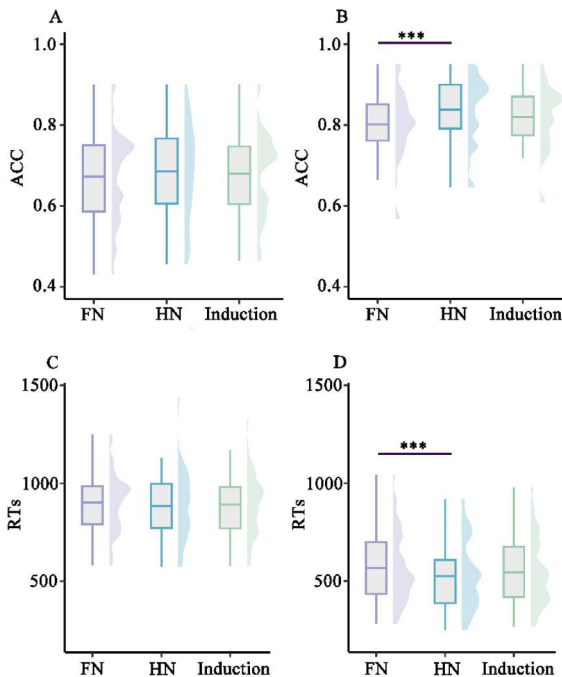 A
1.0
0.8
0.6
0.4
ACC
FN HN Induction
B
***
1.0
0.8
0.6
0.4
ACC
FN HN Induction
C
1500
1000
500
RTs
FN HN Induction
D
***
1500
1000
500
RTs
FN HN Induction